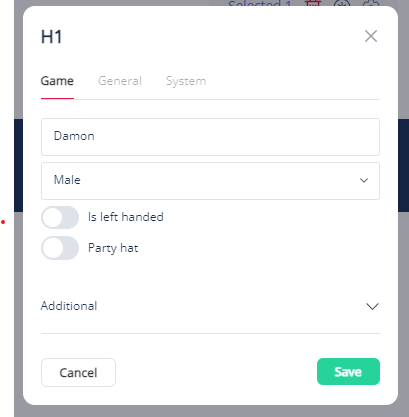 Selected 1
H1
Game General System
Damon
Male
Is left handed
Party hat
Additional
Cancel Save